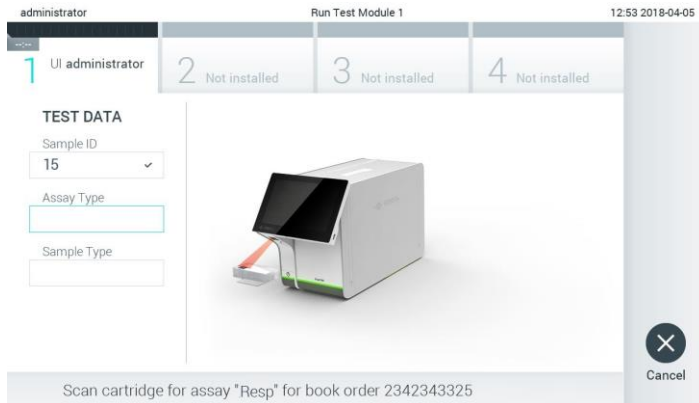 administrator Run Test Module 1 12:53 2018-04-05
--:--
1 UI administrator 2 Not installed 3 Not installed 4 Not installed
TEST DATA
Sample ID
15
Assay Type
Sample Type
Cancel
Scan cartridge for assay "Resp" for book order 2342343325